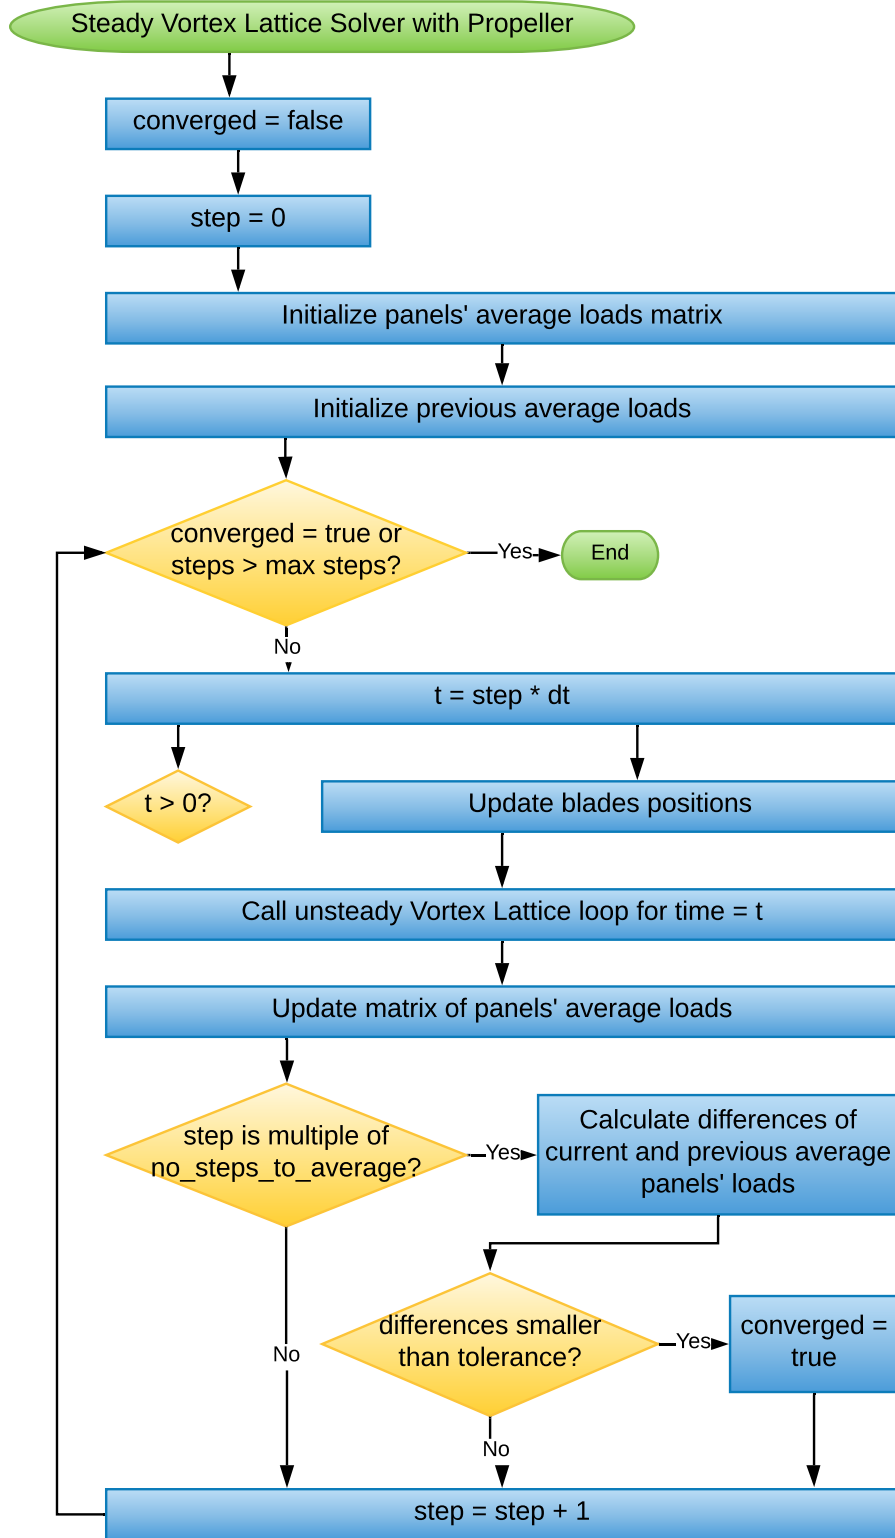 Steady Vortex Lattice Solver with Propeller
converged = false
step = 0
Initialize panels' average loads matrix
Initialize previous average loads
converged = true or
steps > max steps?
Yes
End
No
t = step * dt
t > 0?
Update blades positions
Call unsteady Vortex Lattice loop for time = t
Update matrix of panels' average loads
step is multiple of
no_steps_to_average?
Yes
Calculate differences of
current and previous average
panels' loads
differences smaller
than tolerance?
Yes
converged =
true
No
No
step = step + 1